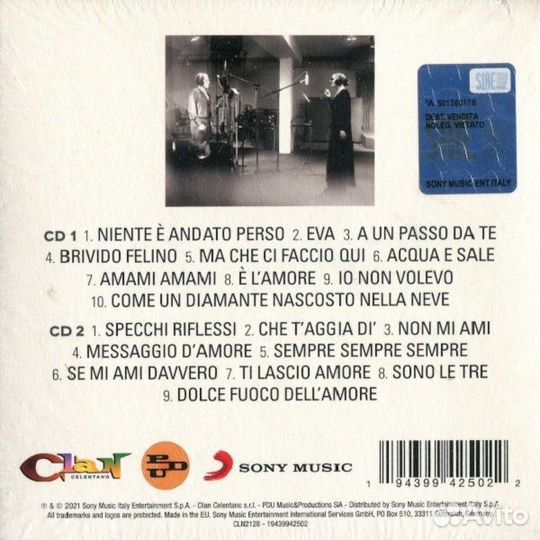 SIAE
*A. 501380178
DEST. VENDITA
NOLEG. VIETATO
SONY MUSIC ENT. ITALY
CD 1 1. NIENTE È ANDATO PERSO 2. EVA 3. A UN PASSO DA TE
4. BRIVIDO FELINO 5. MA CHE CI FACCIO QUI 6. ACQUA E SALE
7. AMAMI AMAMI 8. È L'AMORE 9. IO NON VOLEVO
10. COME UN DIAMANTE NASCOSTO NELLA NEVE
CD 2 1. SPECCHI RIFLESSI 2. CHE T'AGGIA DI' 3. NON MI AMI
4. MESSAGGIO D'AMORE 5. SEMPRE SEMPRE SEMPRE
6. SE MI AMI DAVVERO 7. TI LASCIO AMORE 8. SONO LE TRE
9. DOLCE FUOCO DELL'AMORE
Clan
CELENTANO
PDU
SONY MUSIC
1 94399 42502 2
℗ & © 2021 Sony Music Italy Entertainment S.p.A. - Clan Celentano s.r.l. - PDU Music&Productions SA - Distributed by Sony Music Entertainment Italy S.p.A.
All trademarks and logos are protected. Made in the EU. Sony Music Entertainment International Services GmbH, PO Box 510, 33311 Gütersloh, Germany
CLN2128 - 19439942502
Avito